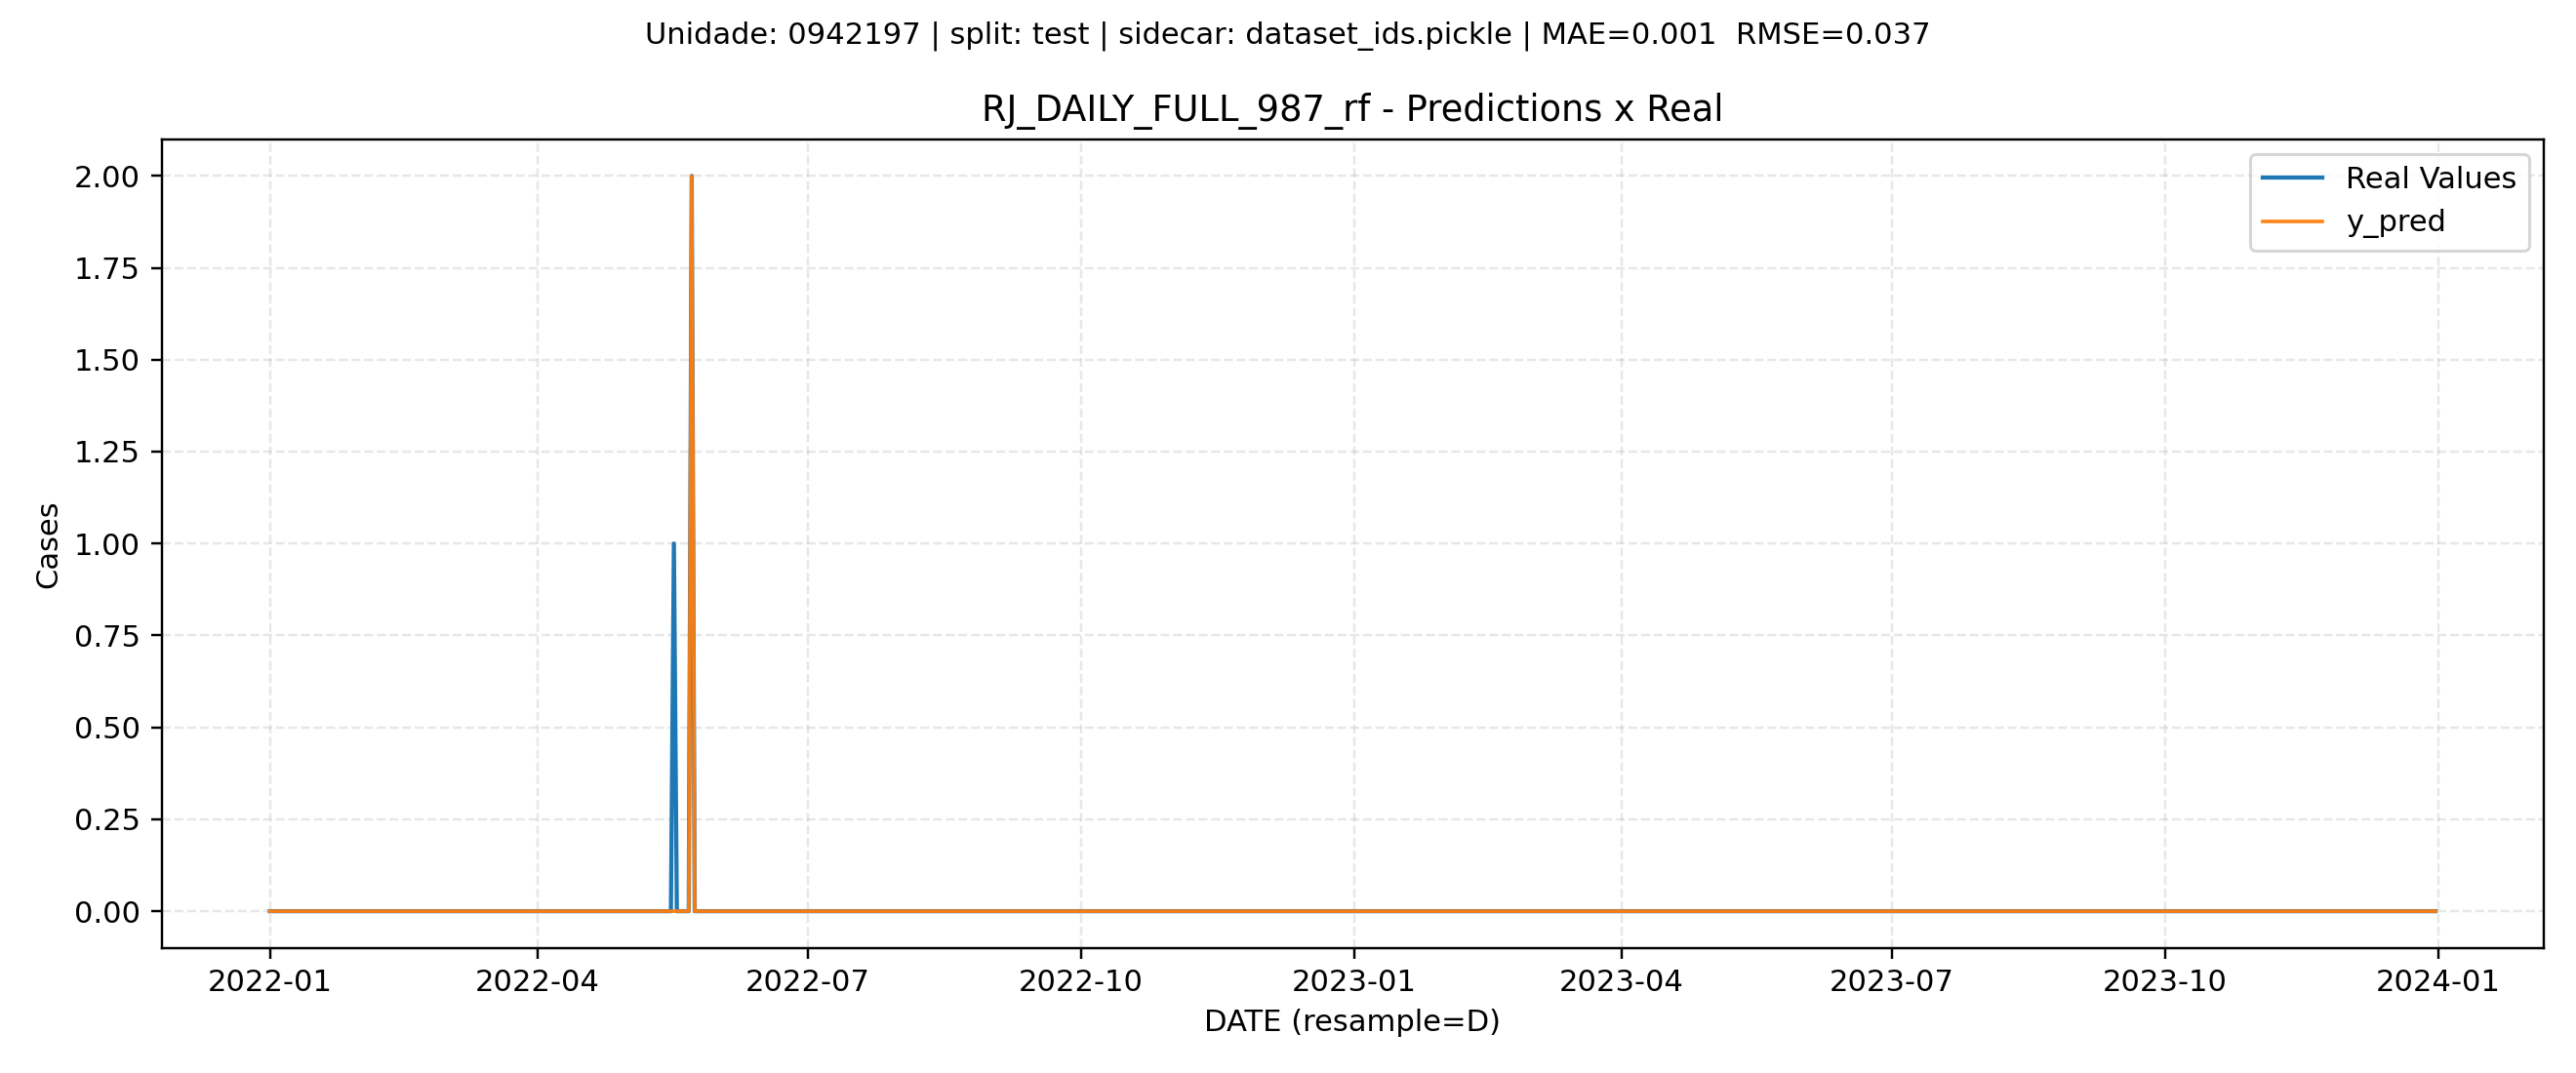 Unidade: 0942197 | split: test | sidecar: dataset_ids.pickle | MAE=0.001  RMSE=0.037
RJ_DAILY_FULL_987_rf - Predictions x Real
Real Values
y_pred
2.00
1.75
1.50
1.25
1.00
0.75
0.50
0.25
0.00
Cases
2022-01 2022-04 2022-07 2022-10 2023-01 2023-04 2023-07 2023-10 2024-01
DATE (resample=D)